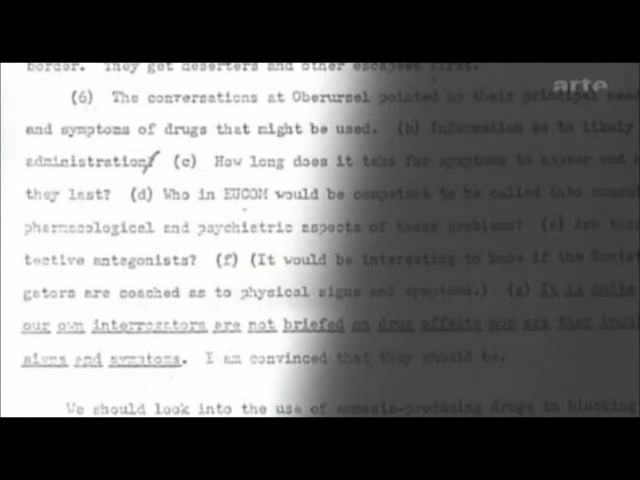 arte
border. They get deserters and other escapees first.
(6) The conversations at Oberursel pointed up their principal need
and symptoms of drugs that might be used. (b) Information as to likely
administration (c) How long does it take for symptoms to appear and
they last? (d) Who in EUCOM would be competent to be called into consul
pharmacological and psychiatric aspects of these problems? (e) Are the
tective antagonists? (f) (It would be interesting to know if the Soviet
gators are coached as to physical signs and symptoms.) (g) It is quite
our own interrogators are not briefed on drug effects nor are they
signs and symptoms. I am convinced that they should be.
We should look into the use of amnesia-producing drugs in